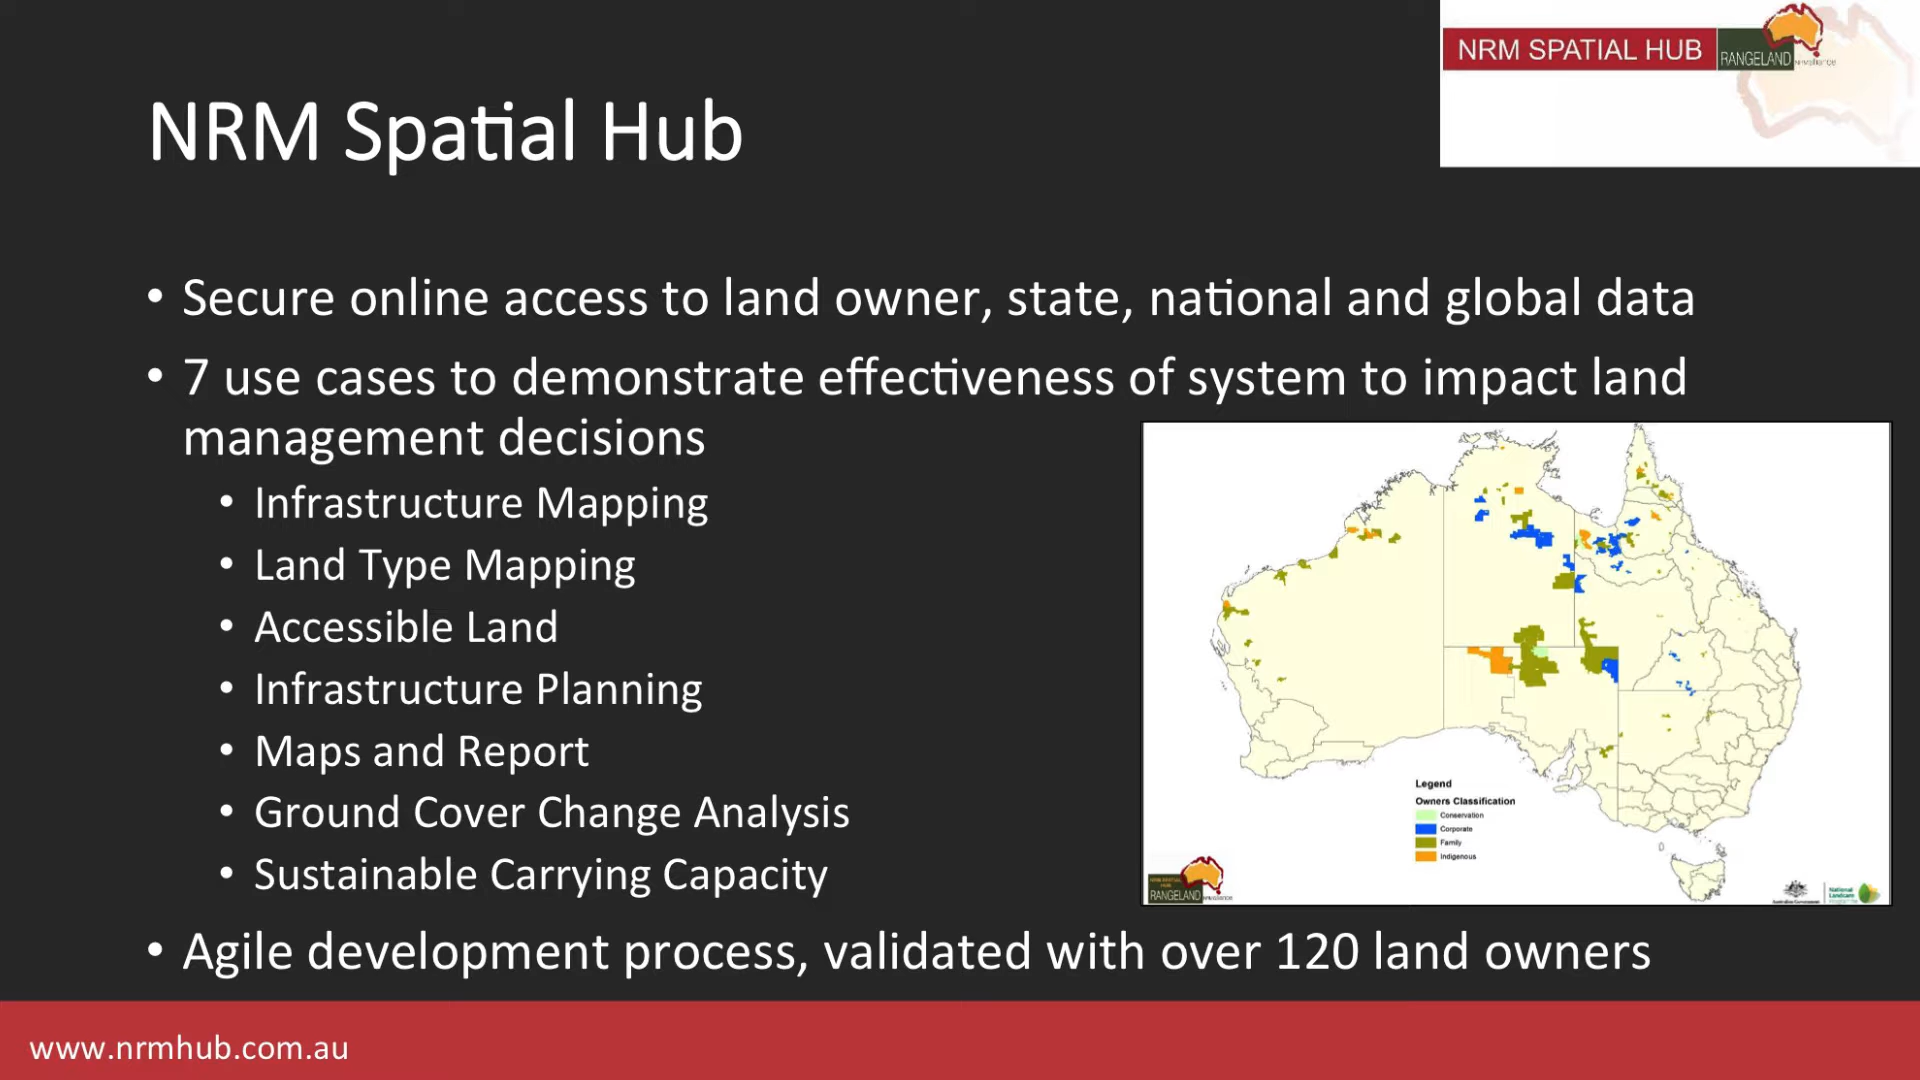 NRM SPATIAL HUB
RANGELAND
NRM Spatial Hub
• Secure online access to land owner, state, national and global data
• 7 use cases to demonstrate effectiveness of system to impact land
management decisions
• Infrastructure Mapping
• Land Type Mapping
• Accessible Land
• Infrastructure Planning
• Maps and Report
• Ground Cover Change Analysis
• Sustainable Carrying Capacity
Legend
Owners Classification
Conservation
Corporate
Family
Indigenous
RANGELAND
Australian Government
National
Landcare
Programme
• Agile development process, validated with over 120 land owners
www.nrmhub.com.au